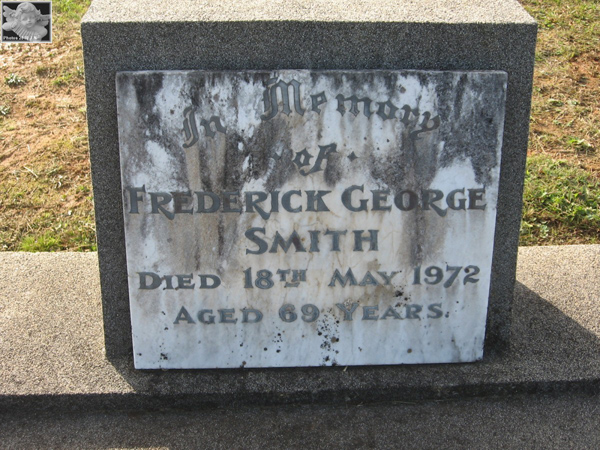 In Memory
of
Frederick George
Smith
Died 18th May 1972
Aged 69 Years.